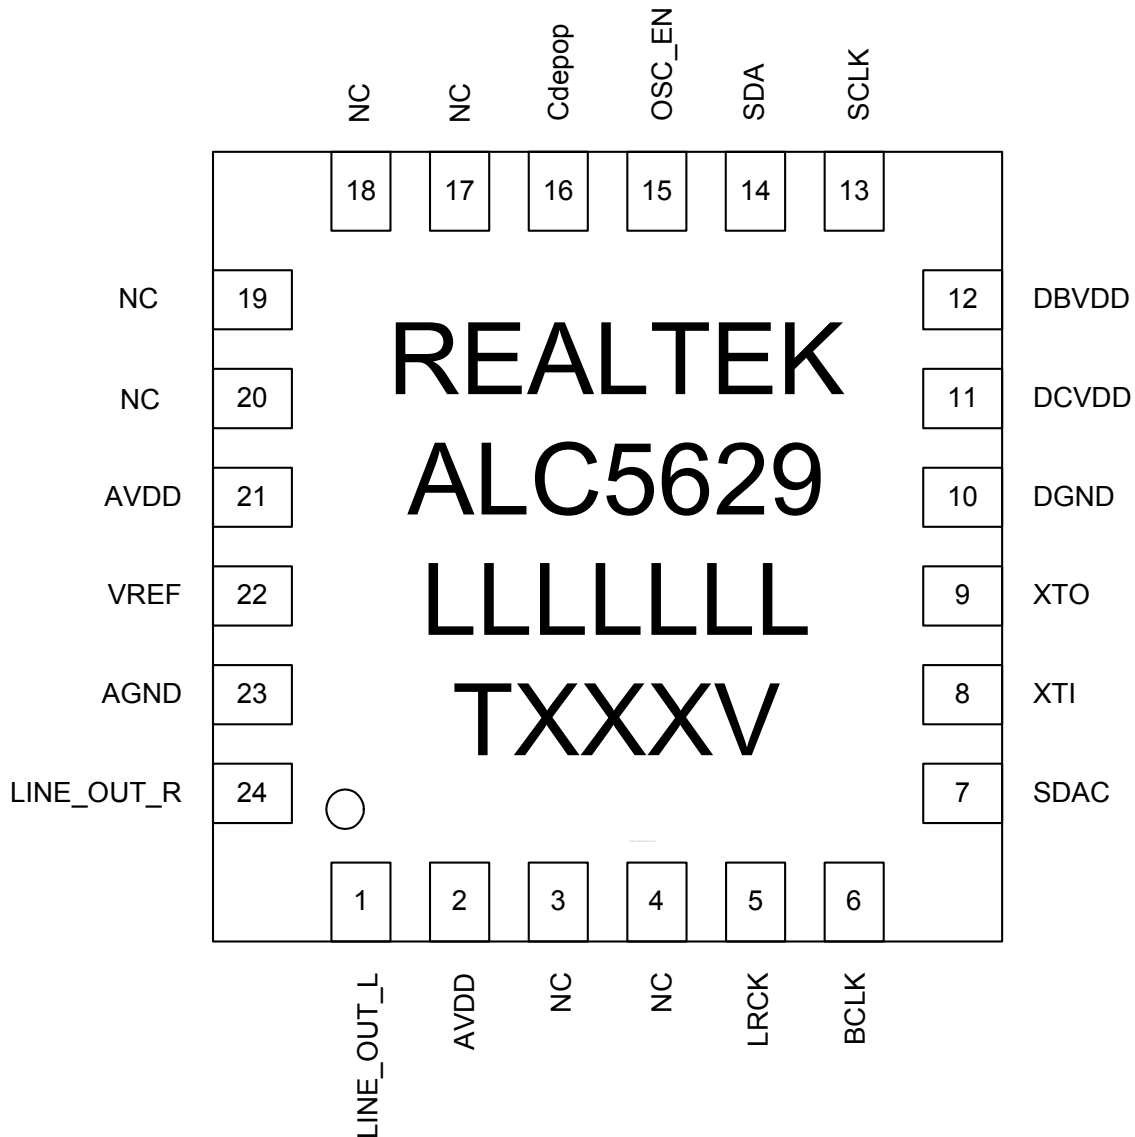 NC
NC
Cdepop
OSC_EN
SDA
SCLK
18
17
16
15
14
13
NC
19
12
DBVDD
NC
20
11
DCVDD
AVDD
21
10
DGND
VREF
22
9
XTO
AGND
23
8
XTI
LINE_OUT_R
24
7
SDAC
REALTEK
ALC5629
LLLLLLL
TXXXV
1
2
3
4
5
6
LINE_OUT_L
AVDD
NC
NC
LRCK
BCLK